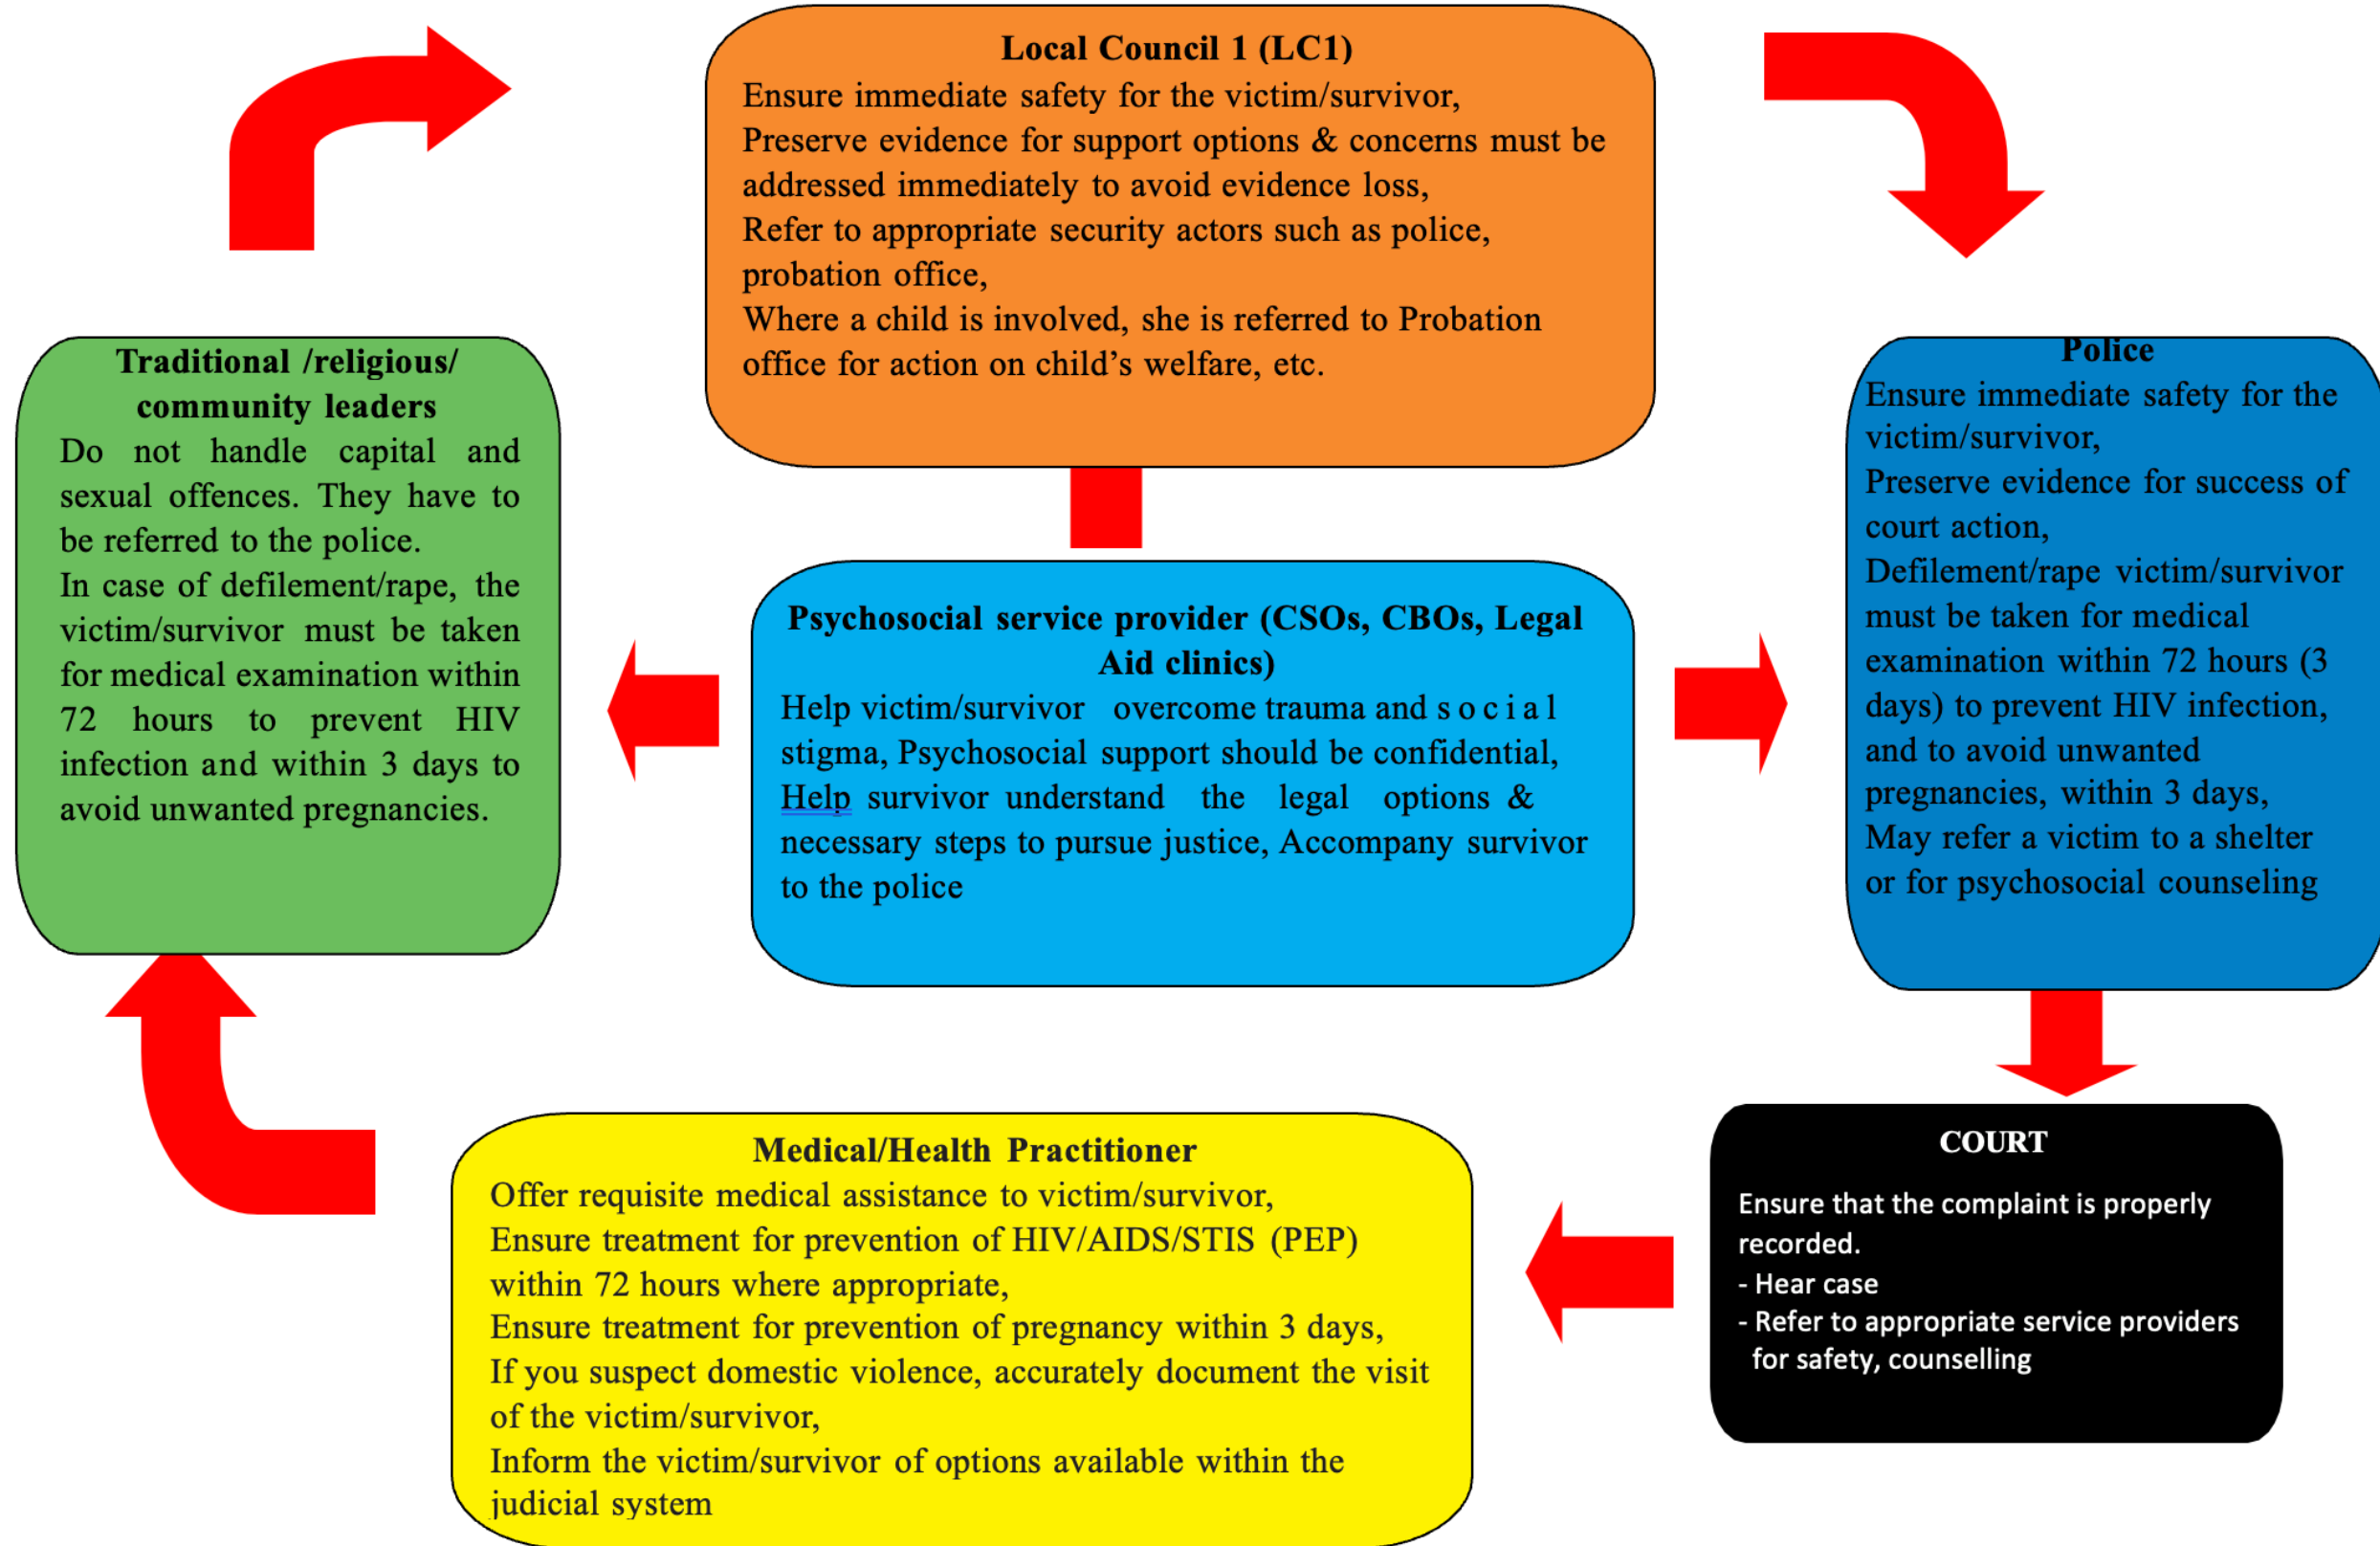 Local Council 1 (LC1)
Ensure immediate safety for the victim/survivor,
Preserve evidence for support options & concerns must be
addressed immediately to avoid evidence loss,
Refer to appropriate security actors such as police,
probation office,
Where a child is involved, she is referred to Probation
office for action on child's welfare, etc.
Traditional /religious/
community leaders
Do not handle capital and
sexual offences. They have to
be referred to the police.
In case of defilement/rape, the
victim/survivor must be taken
for medical examination within
72 hours to prevent HIV
infection and within 3 days to
avoid unwanted pregnancies.
Psychosocial service provider (CSOs, CBOs, Legal
Aid clinics)
Help victim/survivor overcome trauma and social
stigma, Psychosocial support should be confidential,
Help survivor understand the legal options &
necessary steps to pursue justice, Accompany survivor
to the police
Police
Ensure immediate safety for the
victim/survivor,
Preserve evidence for success of
court action,
Defilement/rape victim/survivor
must be taken for medical
examination within 72 hours (3
days) to prevent HIV infection,
and to avoid unwanted
pregnancies, within 3 days,
May refer a victim to a shelter
or for psychosocial counseling
Medical/Health Practitioner
Offer requisite medical assistance to victim/survivor,
Ensure treatment for prevention of HIV/AIDS/STIS (PEP)
within 72 hours where appropriate,
Ensure treatment for prevention of pregnancy within 3 days,
If you suspect domestic violence, accurately document the visit
of the victim/survivor,
Inform the victim/survivor of options available within the
judicial system
COURT
Ensure that the complaint is properly
recorded.
- Hear case
- Refer to appropriate service providers
for safety, counselling